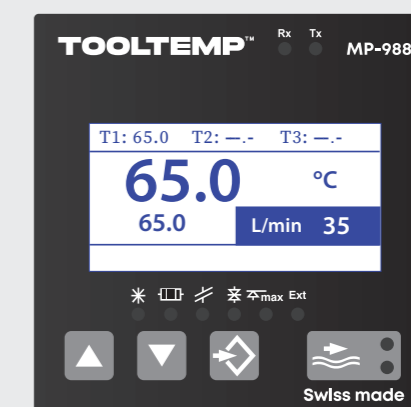 TOOLTEMP™ Rx Tx MP-988
T1: 65.0 T2: –-.- T3: –-.-
65.0 °C
65.0 L/min 35
max Ext
Swiss made